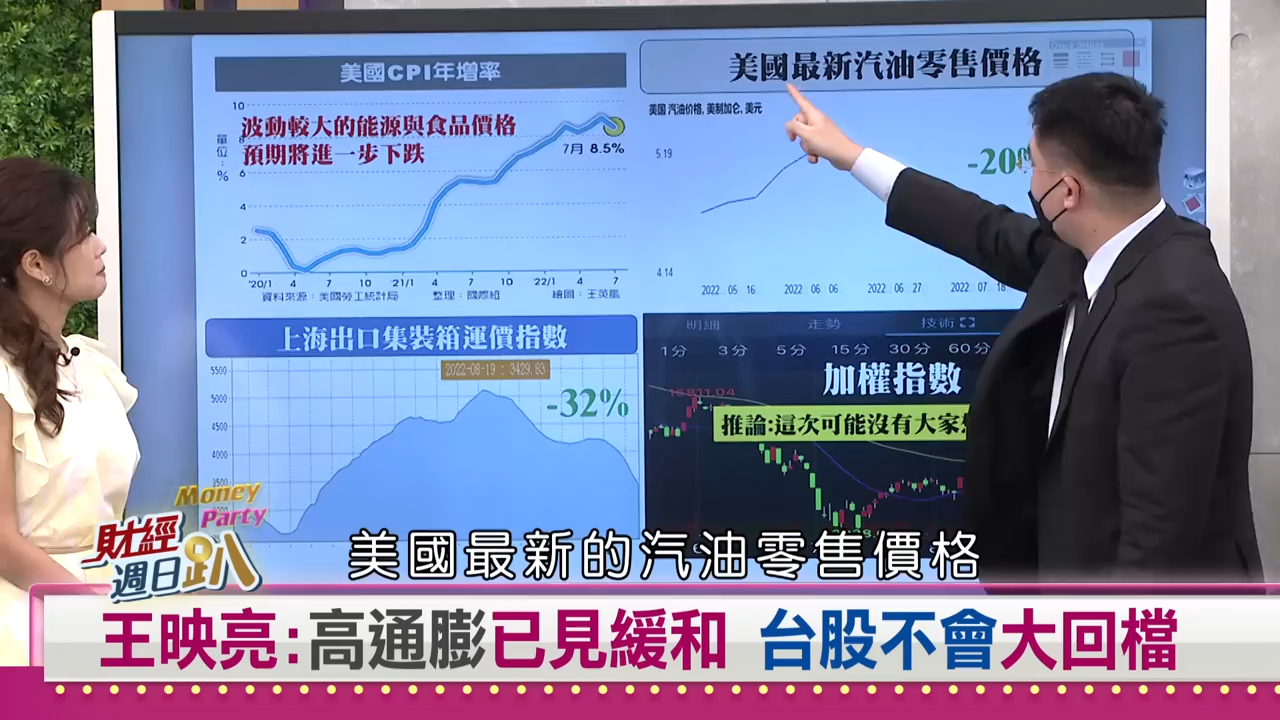 美國CPI年增率
10
8
6
4
2
0
單位：%
波動較大的能源與食品價格
預期將進一步下跌
7月 8.5%
'20/1 4 7 10 '21/1 4 7 10 22/1 4 7
資料來源：美國勞工統計局 整理：國際組 繪圖：王英嵐
美國最新汽油零售價格
美国 汽油价格, 美制加仑, 美元
5.19
-20%
4.14
2022 05 16 2022 06 06 2022 06 27 2022 07 18
上海出口集裝箱運價指數
5500
5000
4500
4000
3500
2022-08-19 : 3429.83
-32%
明細 走勢 技術
1分 3分 5分 15分 30分 60分
加權指數
16811.04
推論:這次可能沒有大家
Money
Party
財經
週日趴
美國最新的汽油零售價格
王映亮:高通膨已見緩和 台股不會大回檔